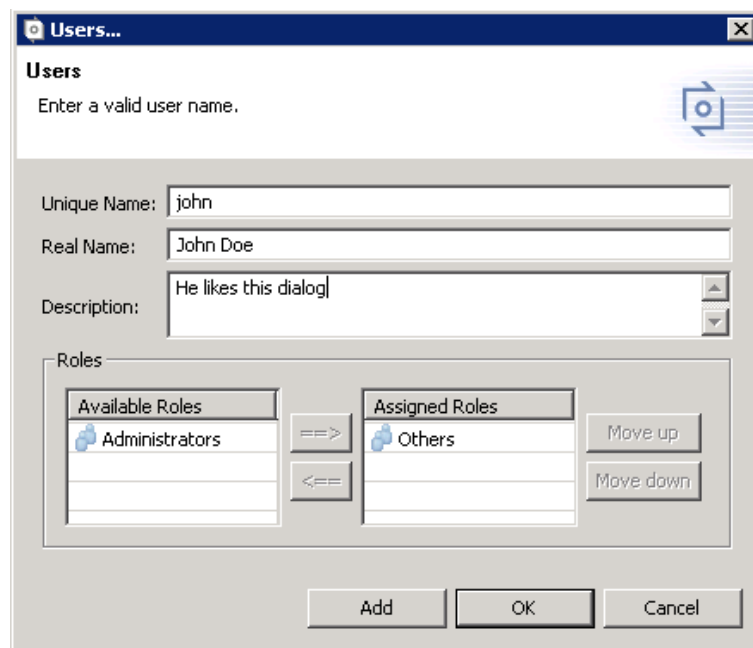 Users...
Users
Enter a valid user name.
Unique Name: john
Real Name: John Doe
Description: He likes this dialog
Roles
Available Roles Assigned Roles
Administrators ==> Others Move up
<== Move down
Add OK Cancel